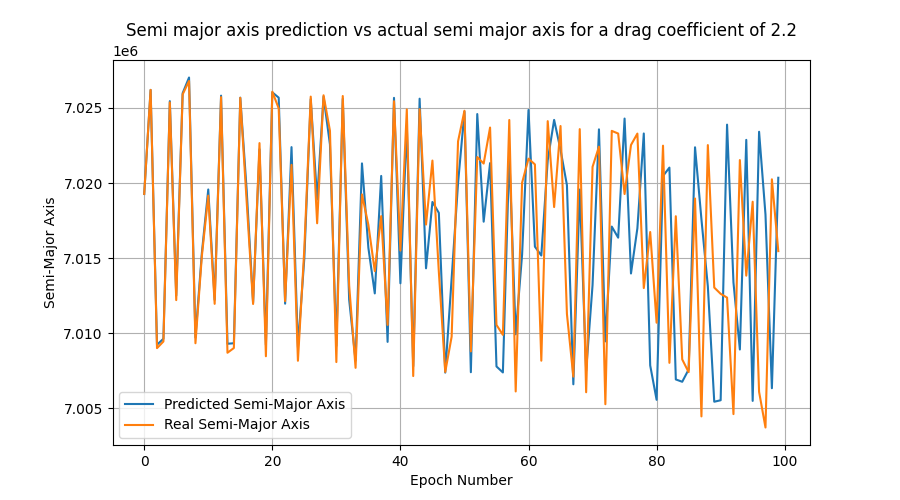 Semi major axis prediction vs actual semi major axis for a drag coefficient of 2.2
1e6
7.025
7.020
7.015
7.010
7.005
Semi-Major Axis
Predicted Semi-Major Axis
Real Semi-Major Axis
0 20 40 60 80 100
Epoch Number